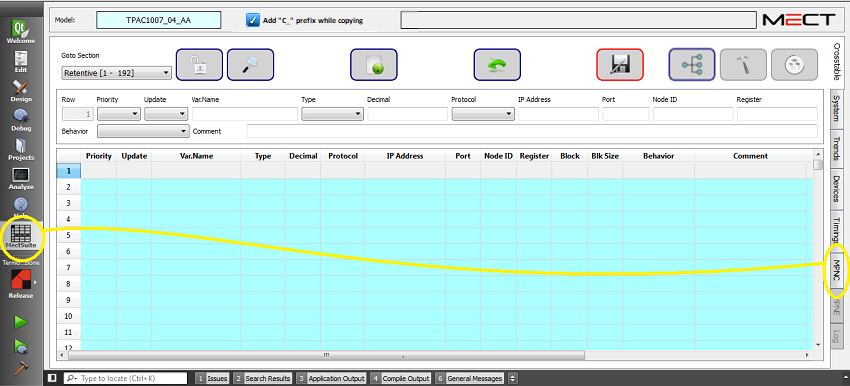 Model: TPAC1007_04_AA Add "C_" prefix while copying MECT
Qt
Welcome
Edit
Design
Debug
Projects
Analyze
Help
MectSuite
Release
Goto Section
Retentive [1 - 192]
Row Priority Update Var.Name Type Decimal Protocol IP Address Port Node ID Register
1
Behavior Comment
Priority Update Var.Name Type Decimal Protocol IP Address Port Node ID Register Block Blk Size Behavior Comment
1
2
3
4
5
6
7
8
9
10
11
12
Crosstable
System
Trends
Devices
Timings
MPNC
MPNE
Log
Type to locate (Ctrl+K) 1 Issues 2 Search Results 3 Application Output 4 Compile Output 6 General Messages